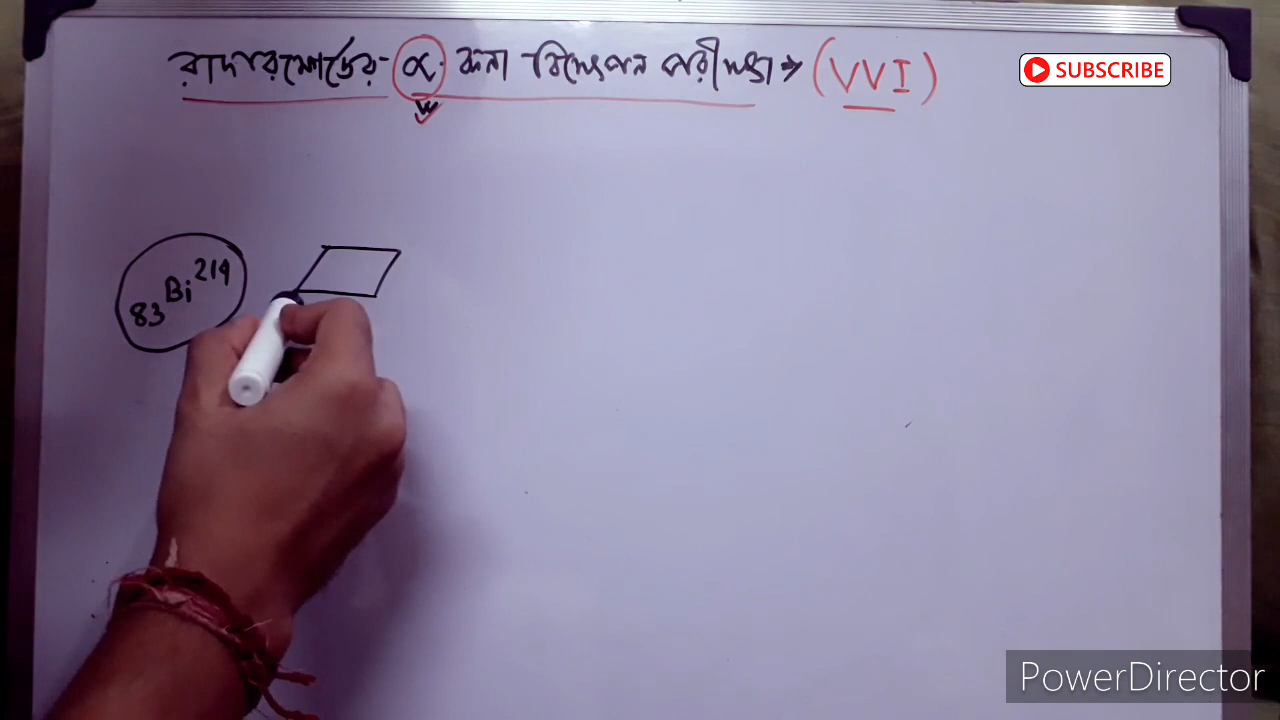 রাদারফোর্ডের α কনা বিক্ষেপন পরীক্ষা → (VVI)
SUBSCRIBE
83Bi214
PowerDirector